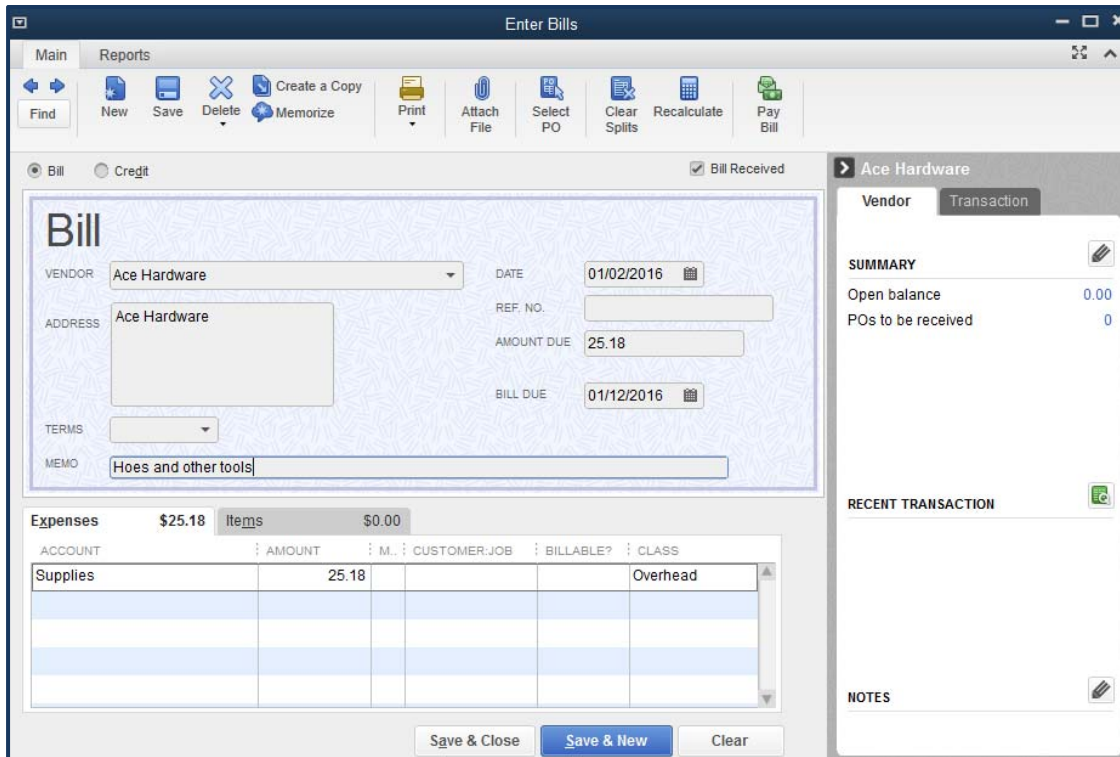 Enter Bills
Main Reports
Find
New
Save
Delete
Create a Copy
Memorize
Print
Attach
File
Select
PO
Clear
Splits
Recalculate
Pay
Bill
Bill Credit Bill Received
Bill
VENDOR Ace Hardware
DATE 01/02/2016
ADDRESS Ace Hardware
REF. NO.
AMOUNT DUE 25.18
BILL DUE 01/12/2016
TERMS
MEMO Hoes and other tools
Expenses $25.18 Items $0.00
ACCOUNT AMOUNT M.. CUSTOMER:JOB BILLABLE? CLASS
Supplies 25.18 Overhead
Save & Close Save & New Clear
Ace Hardware
Vendor Transaction
SUMMARY
Open balance 0.00
POs to be received 0
RECENT TRANSACTION
NOTES